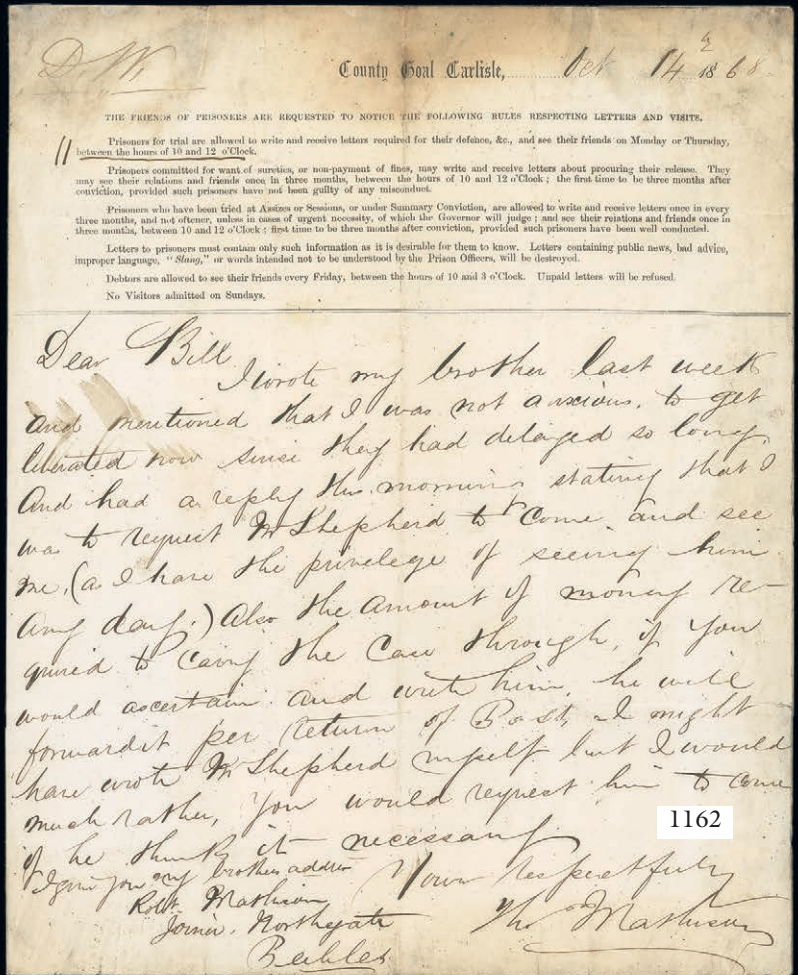 D.W.
County Goal Carlisle, Oct 14 1868
THE FRIENDS OF PRISONERS ARE REQUESTED TO NOTICE THE FOLLOWING RULES RESPECTING LETTERS AND VISITS.
Prisoners for trial are allowed to write and receive letters required for their defence, &c., and see their friends on Monday or Thursday,
between the hours of 10 and 12 o'Clock.
Prisoners committed for want of sureties, or non-payment of fines, may write and receive letters about procuring their release. They
may see their relations and friends once in three months, between the hours of 10 and 12 o'Clock; the first time to be three months after
conviction, provided such prisoners have not been guilty of any misconduct.
Prisoners who have been tried at Assizes or Sessions, or under Summary Conviction, are allowed to write and receive letters once in every
three months, and not oftener, unless in cases of urgent necessity, of which the Governor will judge; and see their relations and friends once in
three months, between 10 and 12 o'Clock; first time to be three months after conviction, provided such prisoners have been well conducted.
Letters to prisoners must contain only such information as it is desirable for them to know. Letters containing public news, bad advice,
improper language, "Slang," or words intended not to be understood by the Prison Officers, will be destroyed.
Debtors are allowed to see their friends every Friday, between the hours of 10 and 3 o'Clock. Unpaid letters will be refused.
No Visitors admitted on Sundays.
Dear Bill
I wrote my brother last week
and mentioned that I was not anxious, to get
liberated now since they had delayed so long,
And had a reply this morning stating that I
was to request Mr Shepherd to come and see
me, (as I have the privelege of seeing him
any day.) Also the amount of money re-
quired to carry the case through, if you
would ascertain and write him, he will
forward it per return of Post, I might
have wrote Mr Shepherd myself but I would
much rather, you would request him to come
if he think it necessary
I give you my brothers address
Yours respectfully
Robt Mathison
Thos Mathison
Joiner. Northgate
Peebles
1162